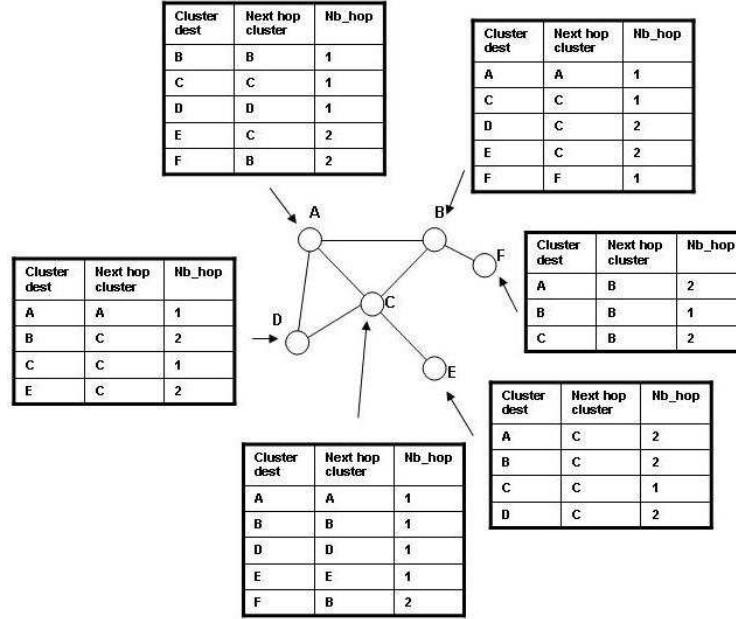 Cluster dest Next hop cluster Nb_hop
B B 1
C C 1
D D 1
E C 2
F B 2
Cluster dest Next hop cluster Nb_hop
A A 1
C C 1
D C 2
E C 2
F F 1
A
B
F
D
C
E
Cluster dest Next hop cluster Nb_hop
A B 2
B B 1
C B 2
Cluster dest Next hop cluster Nb_hop
A A 1
B C 2
C C 1
E C 2
Cluster dest Next hop cluster Nb_hop
A C 2
B C 2
C C 1
D C 2
Cluster dest Next hop cluster Nb_hop
A A 1
B B 1
D D 1
E E 1
F B 2